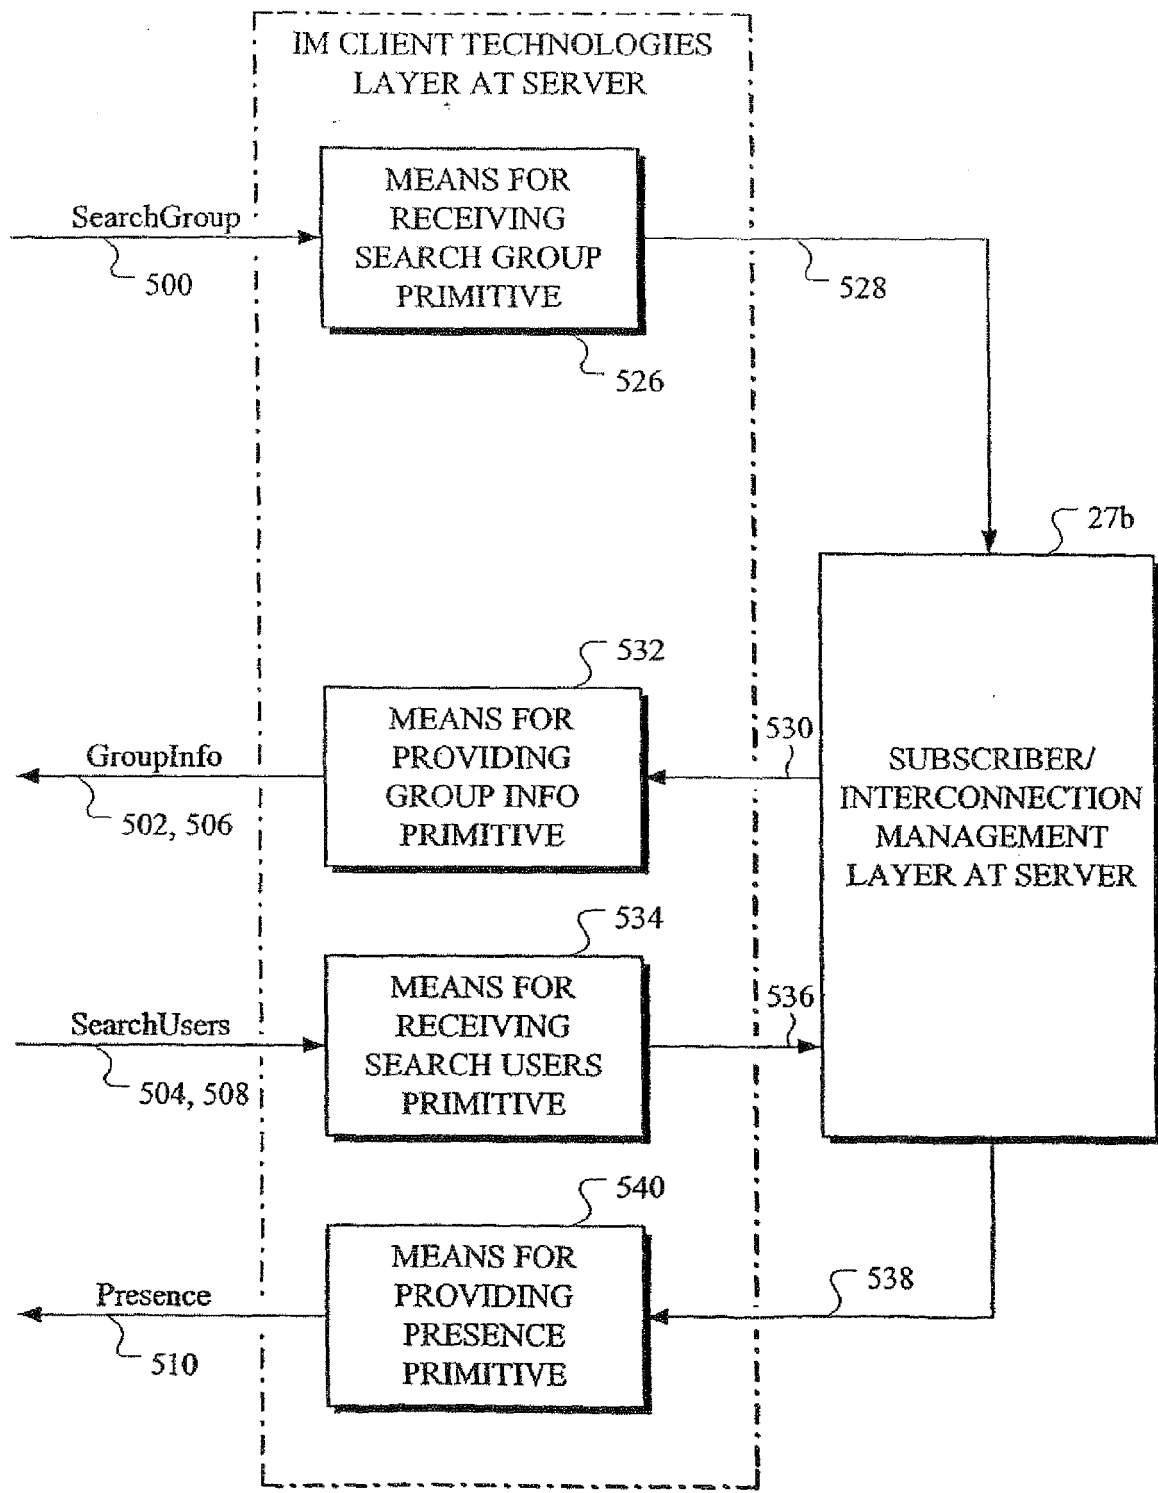 IM CLIENT TECHNOLOGIES
LAYER AT SERVER
MEANS FOR
RECEIVING
SEARCH GROUP
PRIMITIVE
SearchGroup
500
528
526
27b
532
MEANS FOR
PROVIDING
GROUP INFO
PRIMITIVE
GroupInfo
502, 506
530
SUBSCRIBER/
INTERCONNECTION
MANAGEMENT
LAYER AT SERVER
534
MEANS FOR
RECEIVING
SEARCH USERS
PRIMITIVE
SearchUsers
504, 508
536
540
MEANS FOR
PROVIDING
PRESENCE
PRIMITIVE
Presence
510
538